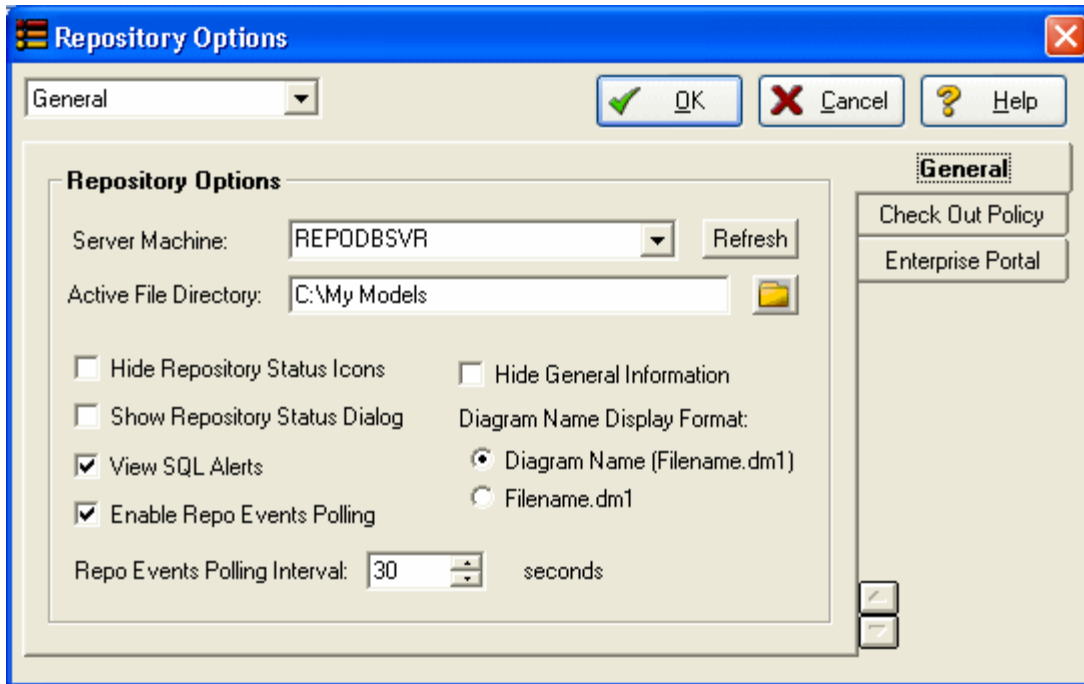 Repository Options
General
OK
Cancel
Help
General
Check Out Policy
Enterprise Portal
Repository Options
Server Machine:
REPODBSVR
Refresh
Active File Directory:
C:\My Models
Hide Repository Status Icons
Show Repository Status Dialog
View SQL Alerts
Enable Repo Events Polling
Hide General Information
Diagram Name Display Format:
Diagram Name (Filename.dm1)
Filename.dm1
Repo Events Polling Interval:
30
seconds